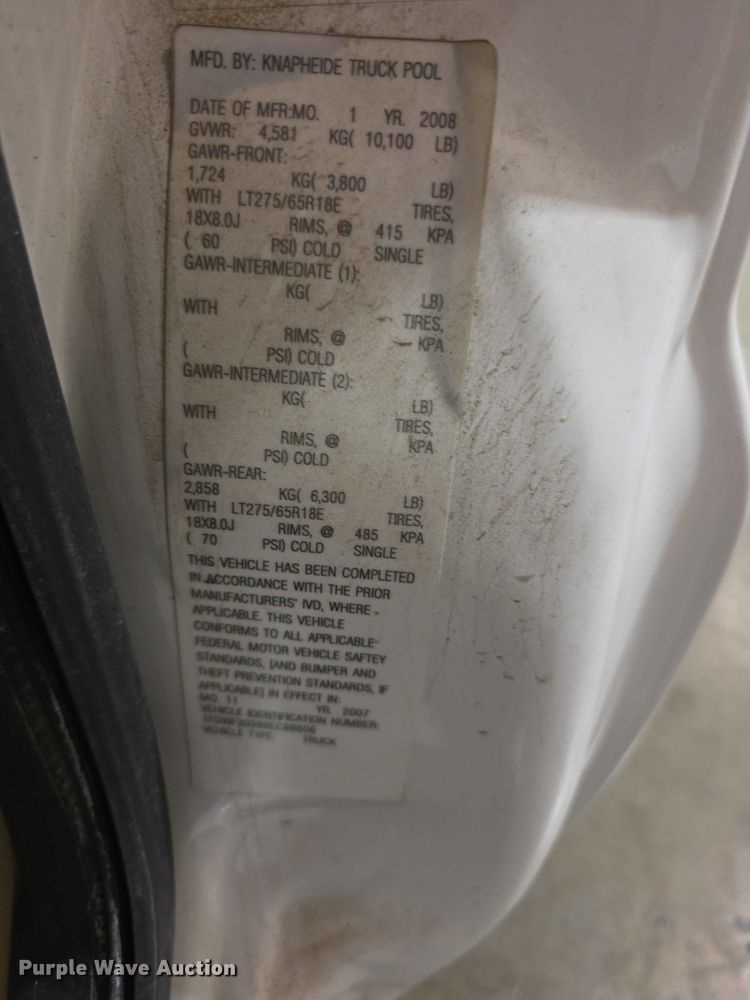 MFD. BY: KNAPHEIDE TRUCK POOL
DATE OF MFR:MO. 1 YR. 2008
GVWR: 4,581 KG( 10,100 LB)
GAWR-FRONT:
1,724 KG( 3,800 LB)
WITH LT275/65R18E TIRES,
18X8.0J RIMS, @ 415 KPA
( 60 PSI) COLD SINGLE
GAWR-INTERMEDIATE (1):
KG( LB)
WITH TIRES,
RIMS, @ KPA
( PSI) COLD
GAWR-INTERMEDIATE (2):
KG( LB)
WITH TIRES,
RIMS, @ KPA
( PSI) COLD
GAWR-REAR:
2,858 KG( 6,300 LB)
WITH LT275/65R18E TIRES,
18X8.0J RIMS, @ 485 KPA
( 70 PSI) COLD SINGLE
THIS VEHICLE HAS BEEN COMPLETED
IN ACCORDANCE WITH THE PRIOR
MANUFACTURERS' IVD, WHERE
APPLICABLE. THIS VEHICLE
CONFORMS TO ALL APPLICABLE
FEDERAL MOTOR VEHICLE SAFTEY
STANDARDS, [AND BUMPER AND
THEFT PREVENTION STANDARDS, IF
APPLICABLE] IN EFFECT IN:
MO. 11 YR. 2007
VEHICLE IDENTIFICATION NUMBER:
VEHICLE TYPE TRUCK
Purple Wave Auction